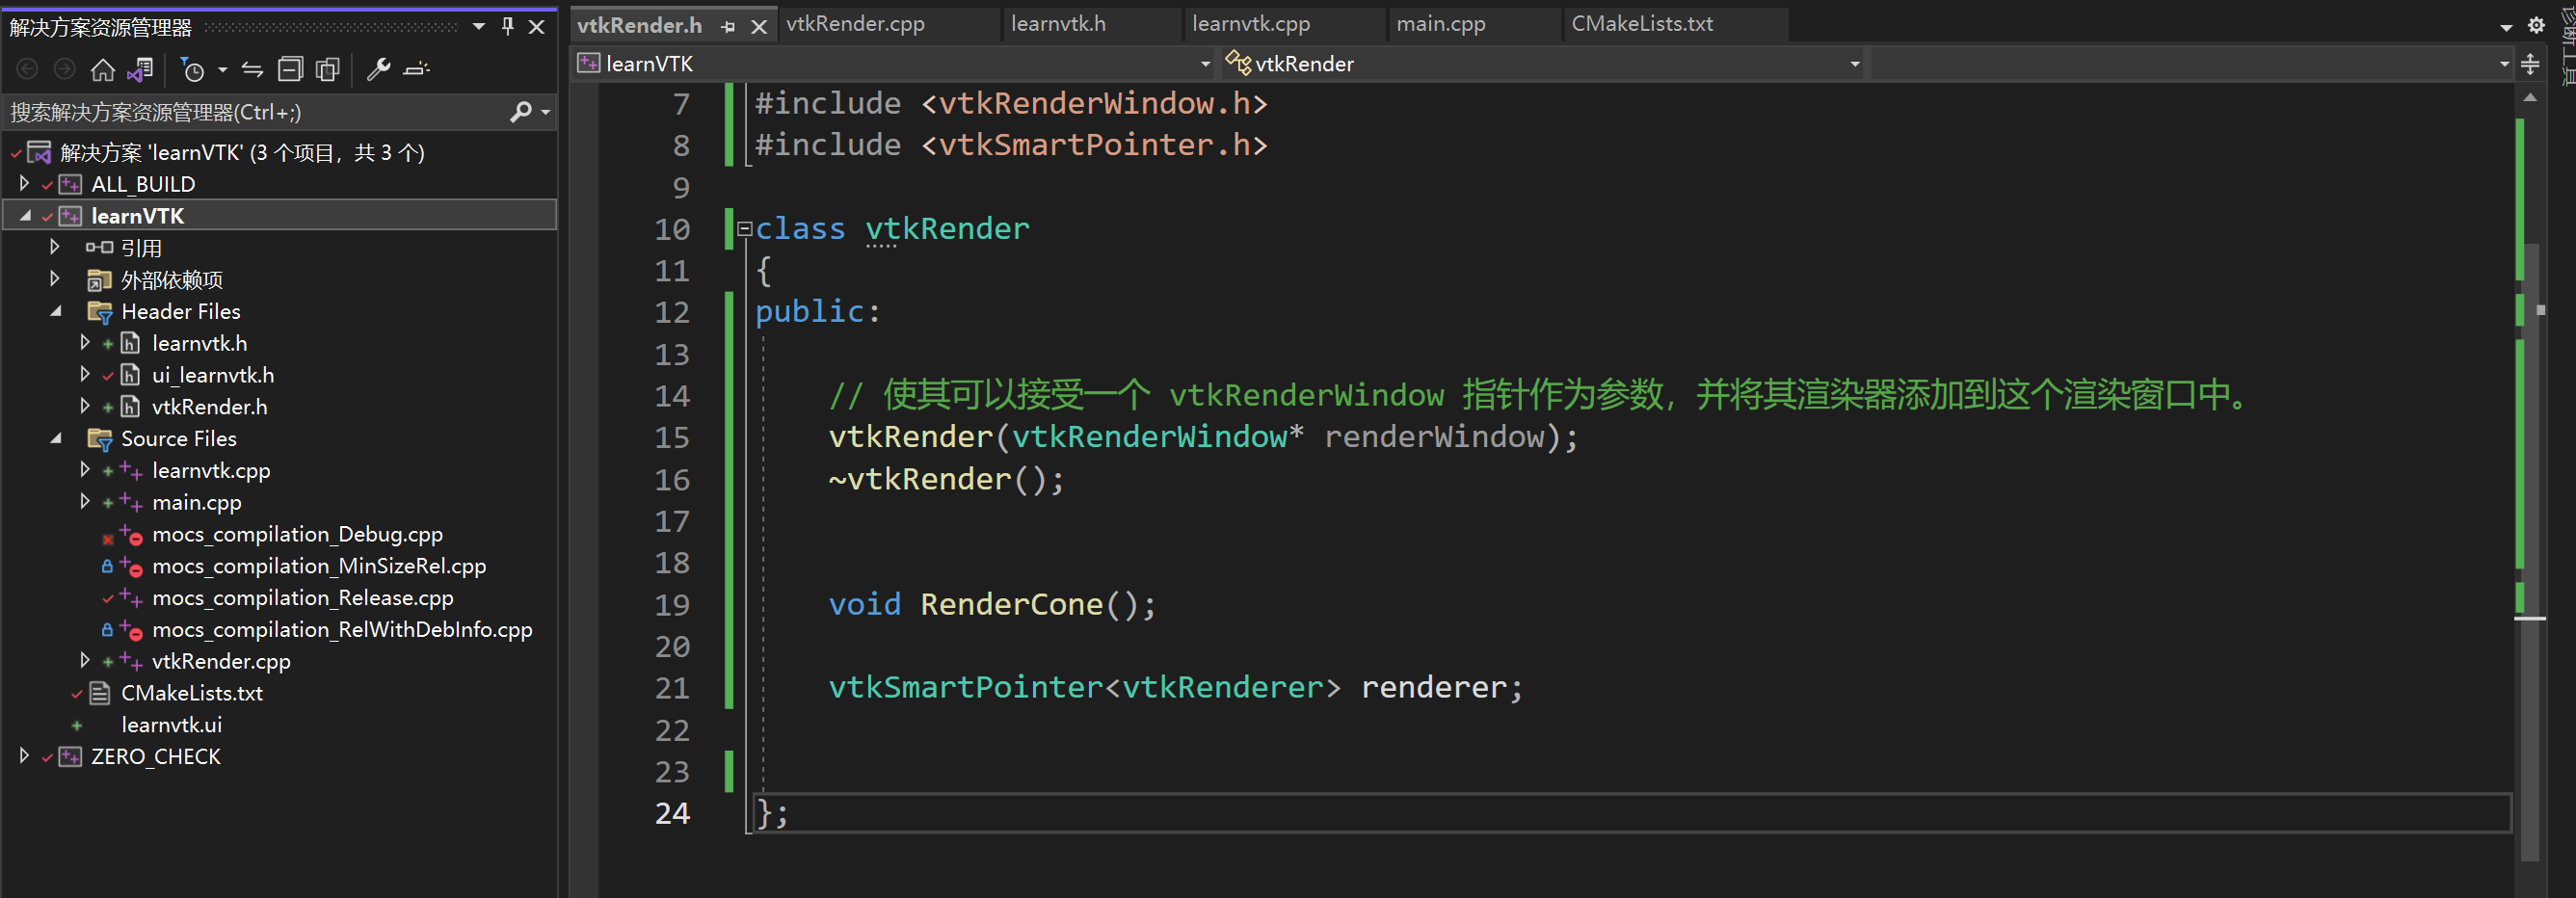 解决方案资源管理器
搜索解决方案资源管理器(Ctrl+;)
解决方案 'learnVTK' (3 个项目，共 3 个)
ALL_BUILD
learnVTK
引用
外部依赖项
Header Files
learnvtk.h
ui_learnvtk.h
vtkRender.h
Source Files
learnvtk.cpp
main.cpp
mocs_compilation_Debug.cpp
mocs_compilation_MinSizeRel.cpp
mocs_compilation_Release.cpp
mocs_compilation_RelWithDebInfo.cpp
vtkRender.cpp
CMakeLists.txt
learnvtk.ui
ZERO_CHECK
vtkRender.h vtkRender.cpp learnvtk.h learnvtk.cpp main.cpp CMakeLists.txt
learnVTK vtkRender
7 #include <vtkRenderWindow.h>
8 #include <vtkSmartPointer.h>
9
10 class vtkRender
11 {
12 public:
13
14 // 使其可以接受一个 vtkRenderWindow 指针作为参数，并将其渲染器添加到这个渲染窗口中。
15 vtkRender(vtkRenderWindow* renderWindow);
16 ~vtkRender();
17
18
19 void RenderCone();
20
21 vtkSmartPointer<vtkRenderer> renderer;
22
23
24 };
诊断工具